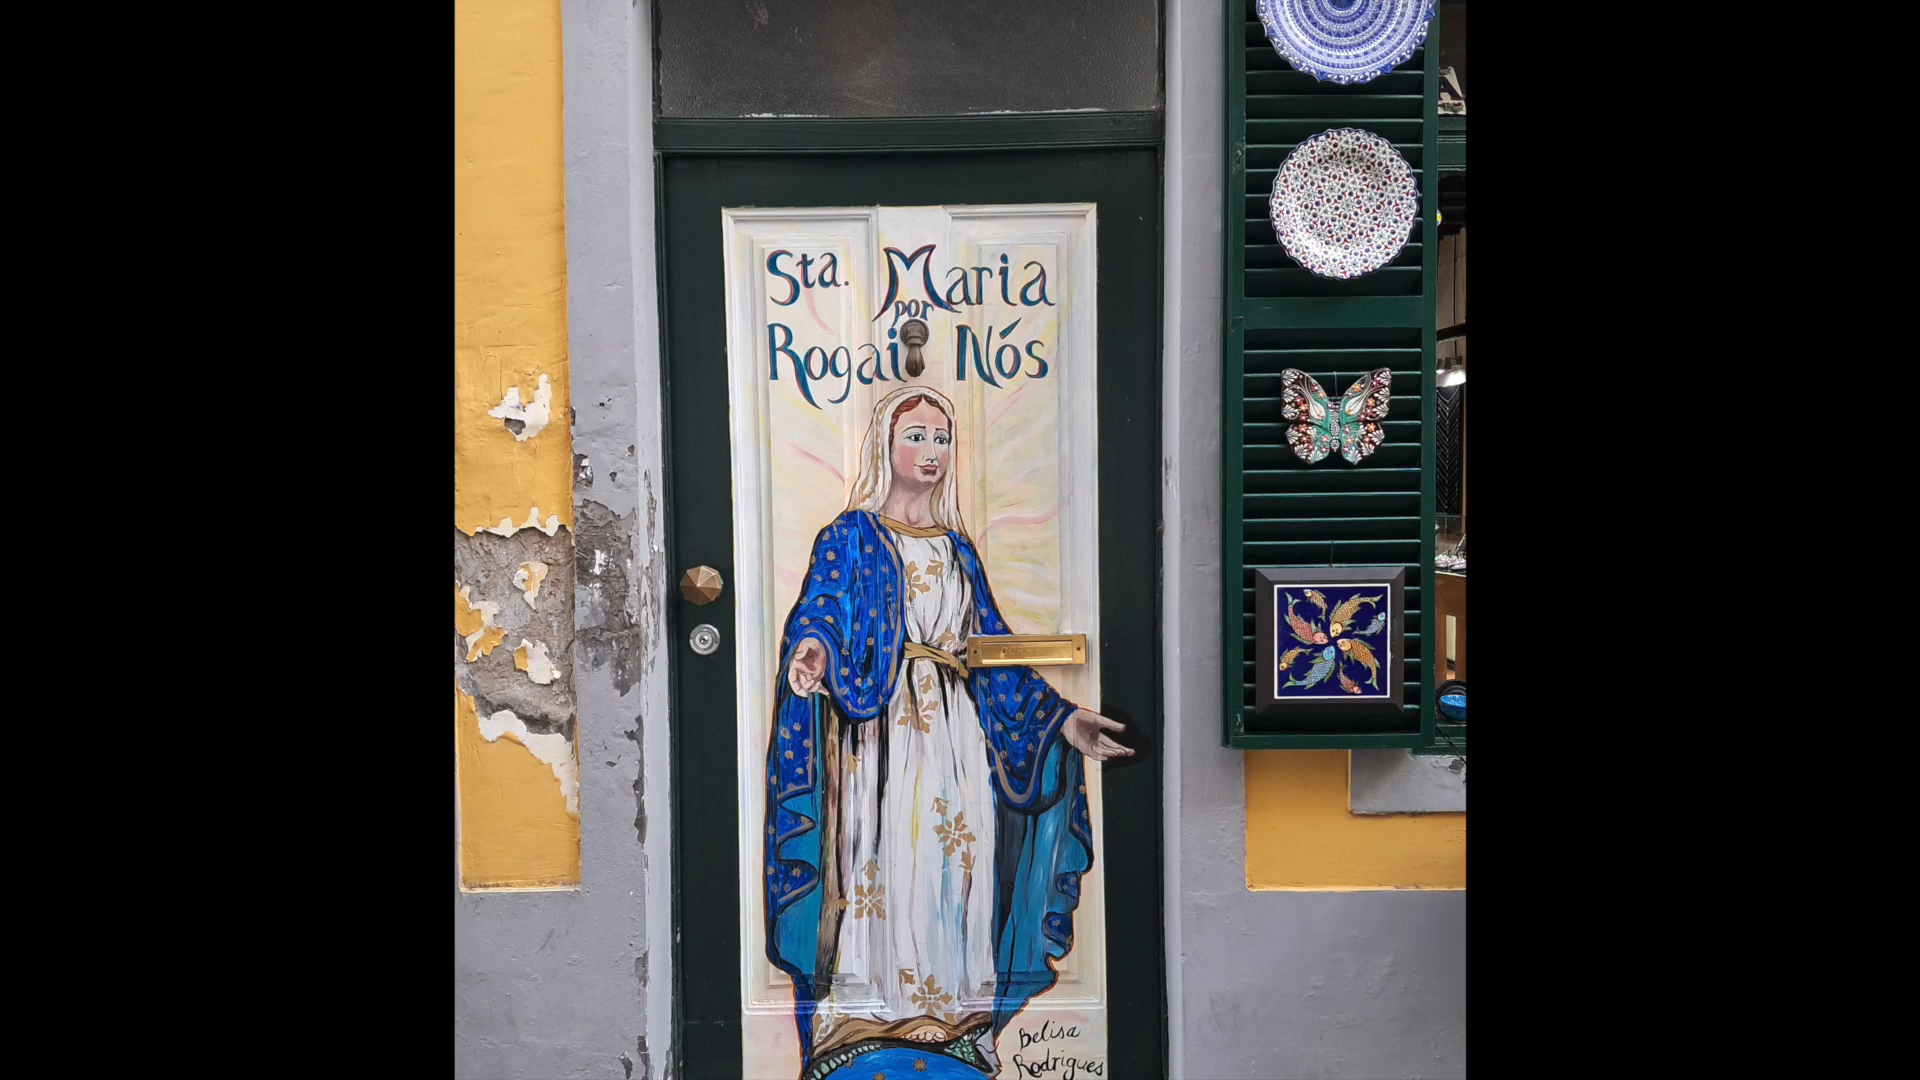 Sta. Maria
por
Rogai Nós
Belisa
Rodrigues